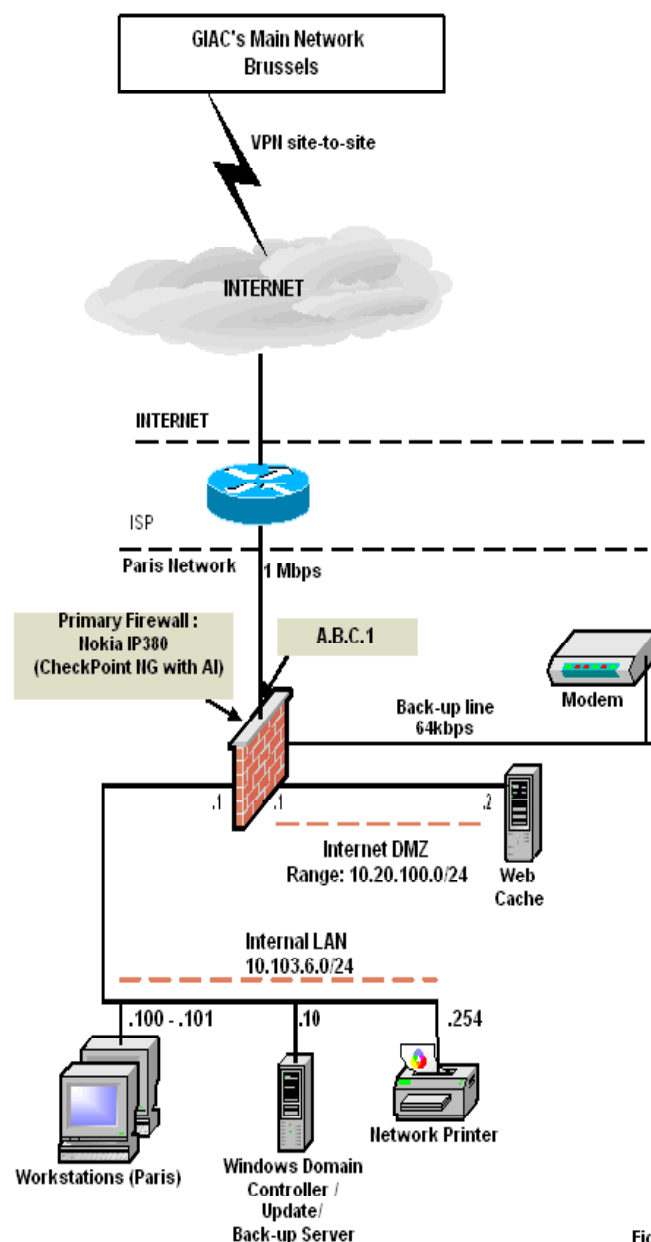 GIAC's Main Network
Brussels
VPN site-to-site
INTERNET
INTERNET
ISP
Paris Network
1 Mbps
Primary Firewall :
Nokia IP380
(CheckPoint NG with AI)
A.B.C.1
Modem
Back-up line
64kbps
.1
.1
.2
Internet DMZ
Range: 10.20.100.0/24
Web
Cache
Internal LAN
10.103.6.0/24
.100 - .101
.10
.254
Network Printer
Workstations (Paris)
Windows Domain
Controller /
Update/
Back-up Server